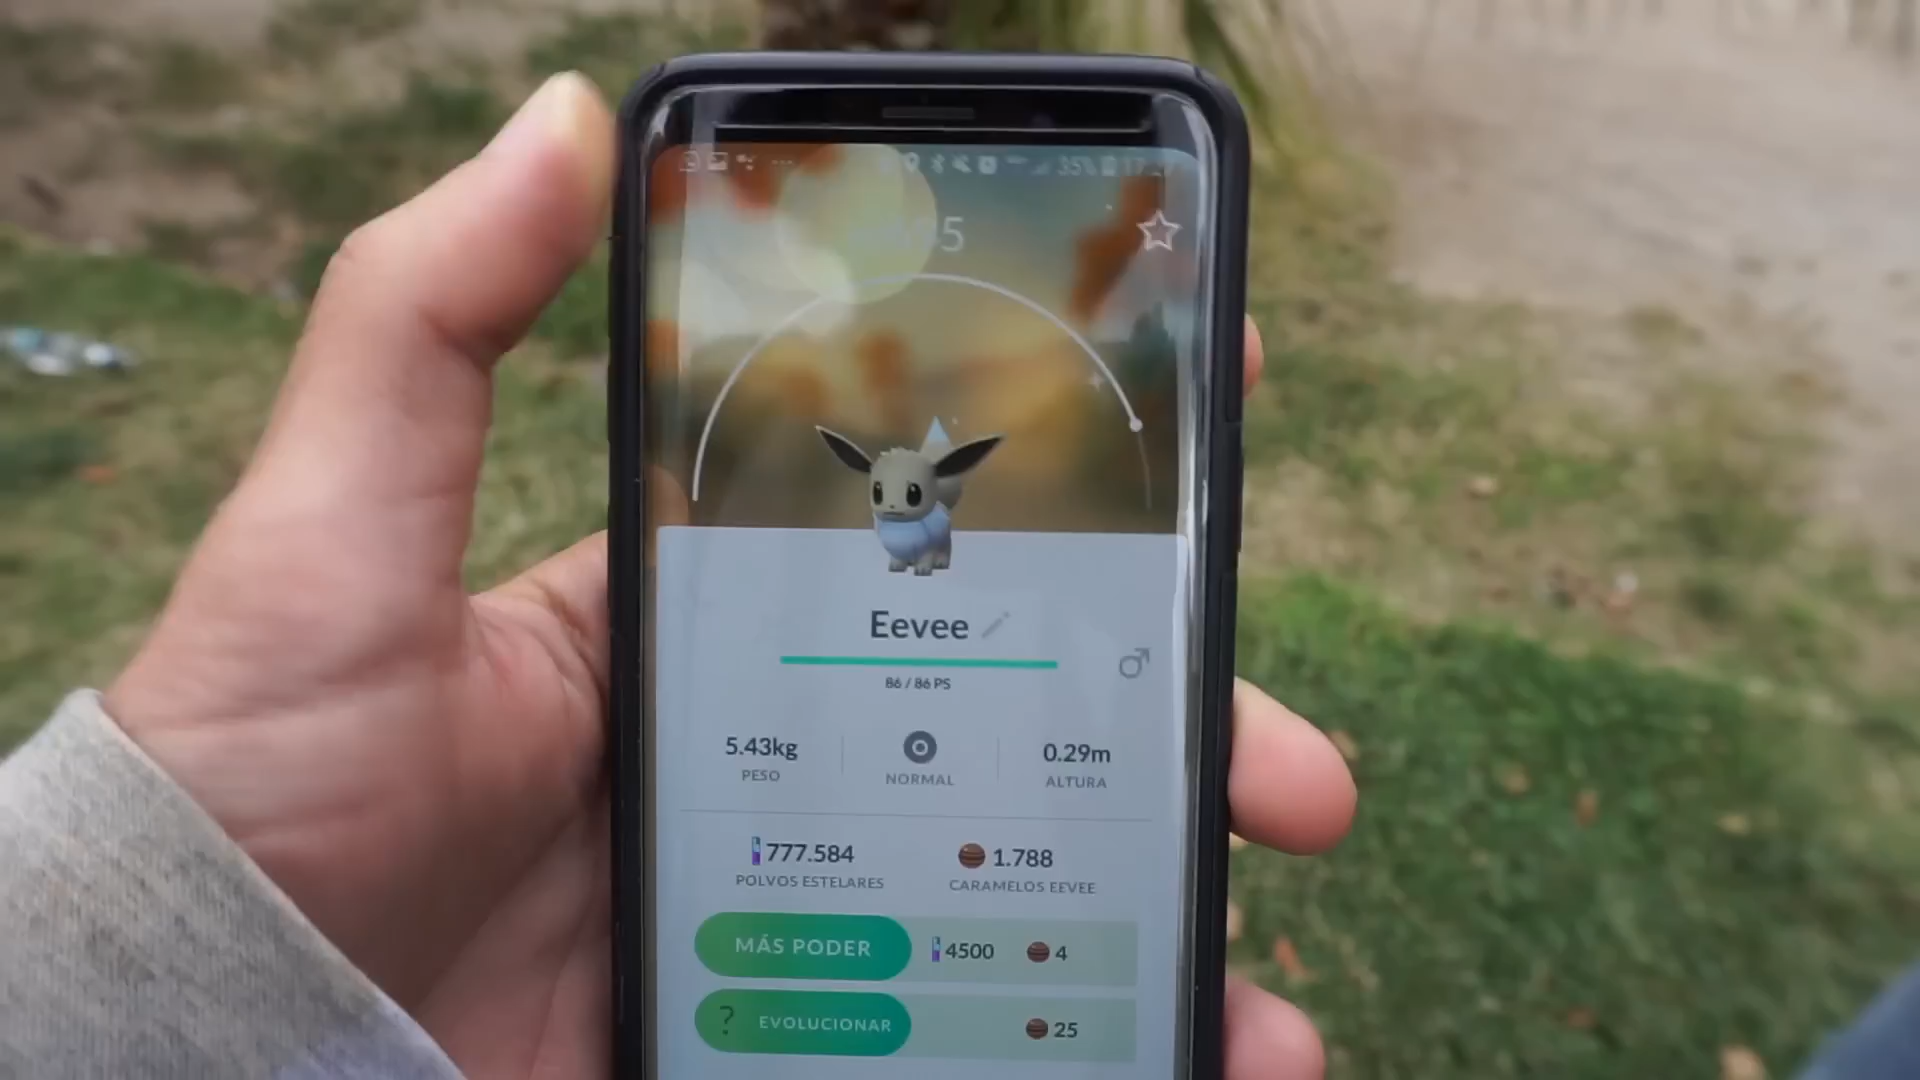 35%
Eevee
86 / 86 PS
5.43kg
PESO
NORMAL
0.29m
ALTURA
777.584
POLVOS ESTELARES
1.788
CARAMELOS EEVEE
MÁS PODER 4500 4
? EVOLUCIONAR 25